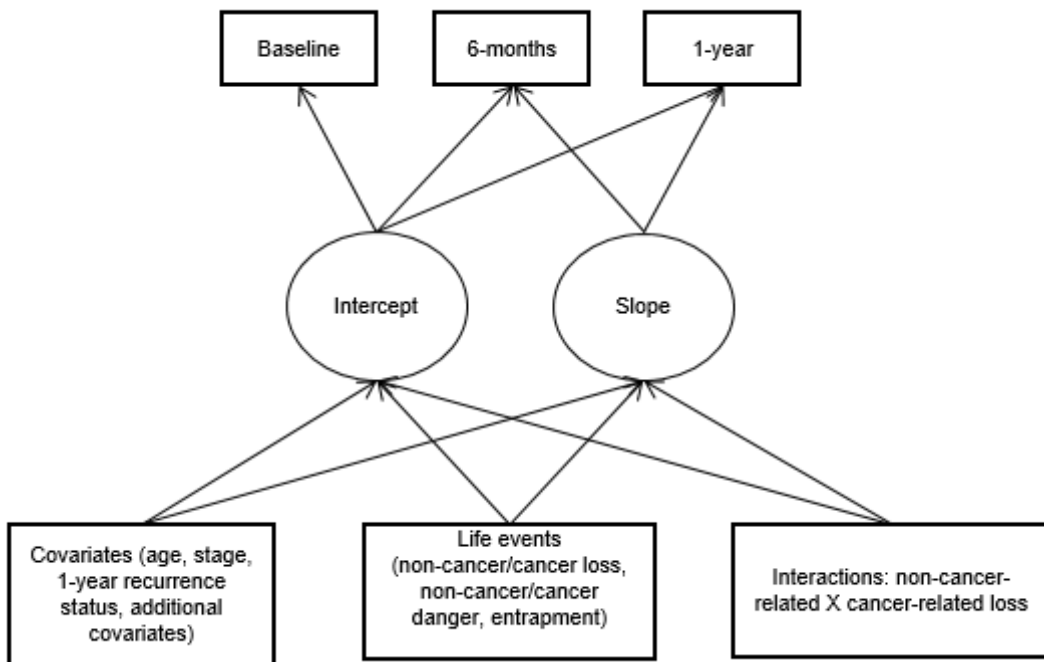 Baseline
6-months
1-year
Intercept
Slope
Covariates (age, stage,
1-year recurrence
status, additional
covariates)
Life events
(non-cancer/cancer loss,
non-cancer/cancer
danger, entrapment)
Interactions: non-cancer-
related X cancer-related loss